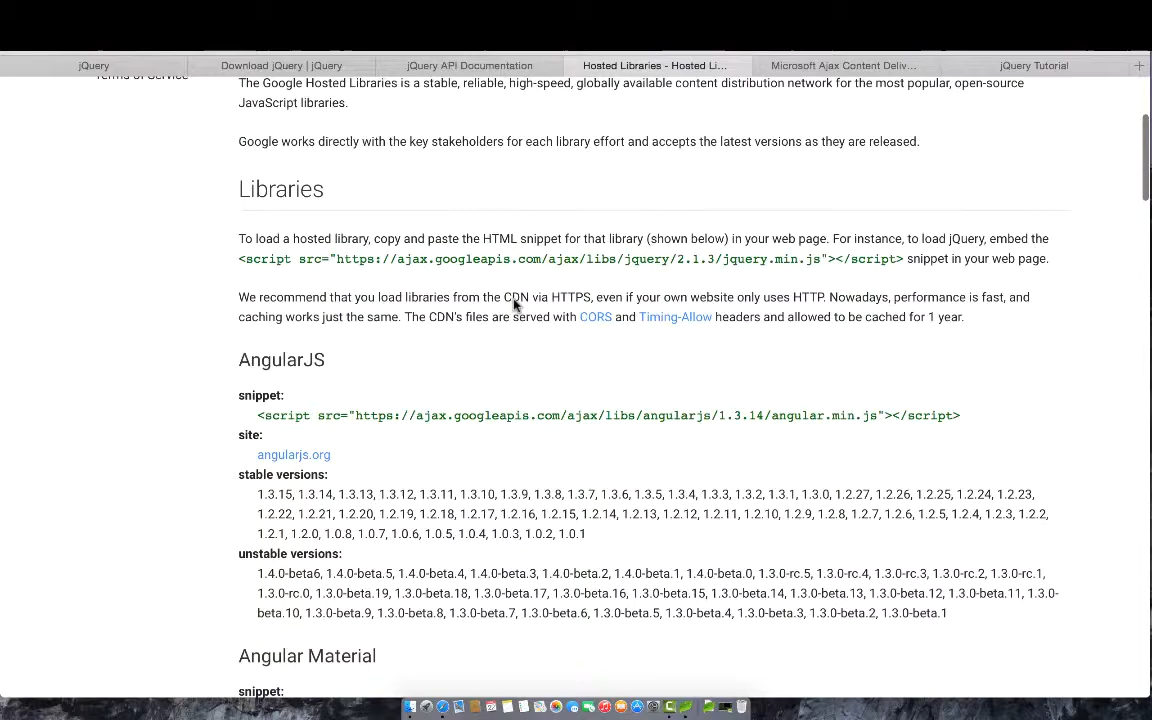 jQuery
Download jQuery | jQuery
jQuery API Documentation
Hosted Libraries - Hosted Li...
Microsoft Ajax Content Deliv...
jQuery Tutorial
Terms of Service
The Google Hosted Libraries is a stable, reliable, high-speed, globally available content distribution network for the most popular, open-source
JavaScript libraries.
Google works directly with the key stakeholders for each library effort and accepts the latest versions as they are released.
Libraries
To load a hosted library, copy and paste the HTML snippet for that library (shown below) in your web page. For instance, to load jQuery, embed the
<script src="https://ajax.googleapis.com/ajax/libs/jquery/2.1.3/jquery.min.js"></script> snippet in your web page.
We recommend that you load libraries from the CDN via HTTPS, even if your own website only uses HTTP. Nowadays, performance is fast, and
caching works just the same. The CDN's files are served with CORS and Timing-Allow headers and allowed to be cached for 1 year.
AngularJS
snippet:
<script src="https://ajax.googleapis.com/ajax/libs/angularjs/1.3.14/angular.min.js"></script>
site:
angularjs.org
stable versions:
1.3.15, 1.3.14, 1.3.13, 1.3.12, 1.3.11, 1.3.10, 1.3.9, 1.3.8, 1.3.7, 1.3.6, 1.3.5, 1.3.4, 1.3.3, 1.3.2, 1.3.1, 1.3.0, 1.2.27, 1.2.26, 1.2.25, 1.2.24, 1.2.23,
1.2.22, 1.2.21, 1.2.20, 1.2.19, 1.2.18, 1.2.17, 1.2.16, 1.2.15, 1.2.14, 1.2.13, 1.2.12, 1.2.11, 1.2.10, 1.2.9, 1.2.8, 1.2.7, 1.2.6, 1.2.5, 1.2.4, 1.2.3, 1.2.2,
1.2.1, 1.2.0, 1.0.8, 1.0.7, 1.0.6, 1.0.5, 1.0.4, 1.0.3, 1.0.2, 1.0.1
unstable versions:
1.4.0-beta6, 1.4.0-beta.5, 1.4.0-beta.4, 1.4.0-beta.3, 1.4.0-beta.2, 1.4.0-beta.1, 1.4.0-beta.0, 1.3.0-rc.5, 1.3.0-rc.4, 1.3.0-rc.3, 1.3.0-rc.2, 1.3.0-rc.1,
1.3.0-rc.0, 1.3.0-beta.19, 1.3.0-beta.18, 1.3.0-beta.17, 1.3.0-beta.16, 1.3.0-beta.15, 1.3.0-beta.14, 1.3.0-beta.13, 1.3.0-beta.12, 1.3.0-beta.11, 1.3.0-
beta.10, 1.3.0-beta.9, 1.3.0-beta.8, 1.3.0-beta.7, 1.3.0-beta.6, 1.3.0-beta.5, 1.3.0-beta.4, 1.3.0-beta.3, 1.3.0-beta.2, 1.3.0-beta.1
Angular Material
snippet: